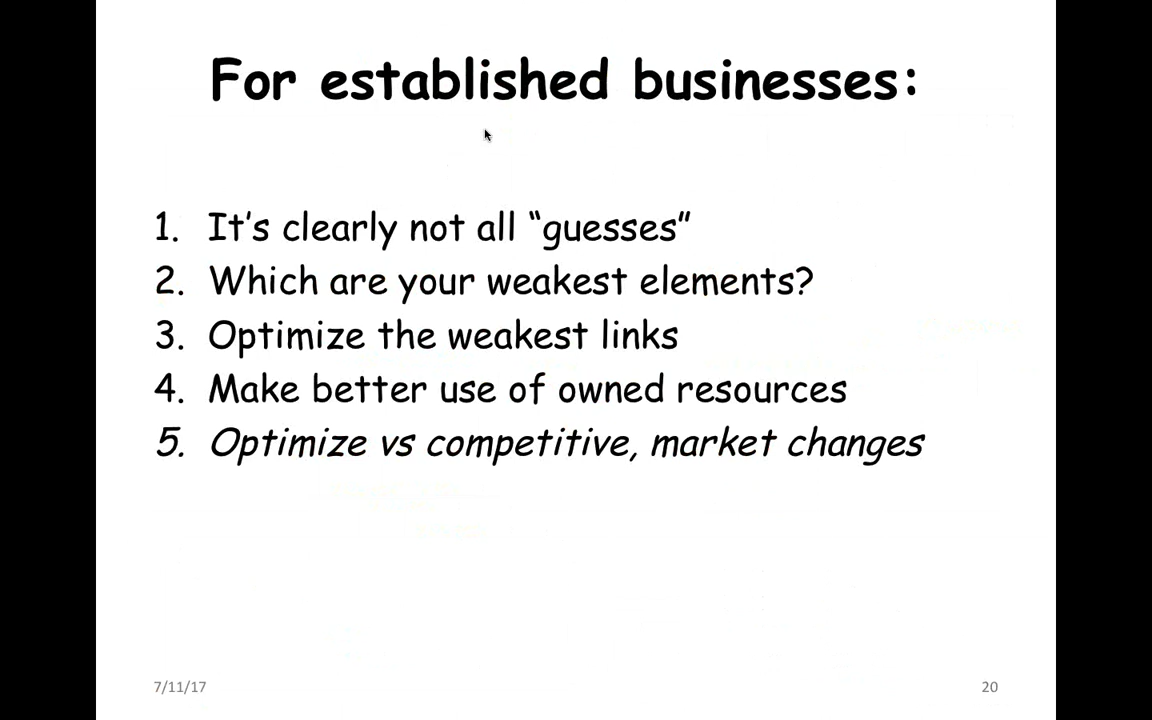 For established businesses:
1. It's clearly not all “guesses”
2. Which are your weakest elements?
3. Optimize the weakest links
4. Make better use of owned resources
5. Optimize vs competitive, market changes
7/11/17
20